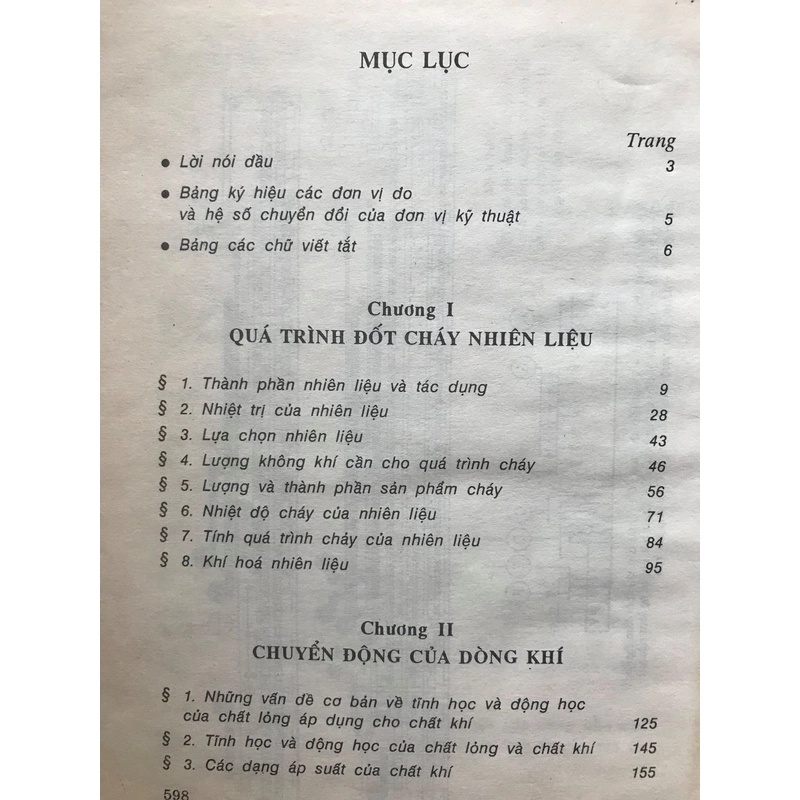 MỤC LỤC
Trang
● Lời nói đầu 3
● Bảng ký hiệu các đơn vị đo
và hệ số chuyển đổi của đơn vị kỹ thuật 5
● Bảng các chữ viết tắt 6
Chương I
QUÁ TRÌNH ĐỐT CHÁY NHIÊN LIỆU
§ 1. Thành phần nhiên liệu và tác dụng 9
§ 2. Nhiệt trị của nhiên liệu 28
§ 3. Lựa chọn nhiên liệu 43
§ 4. Lượng không khí cần cho quá trình cháy 46
§ 5. Lượng và thành phần sản phẩm cháy 56
§ 6. Nhiệt độ cháy của nhiên liệu 71
§ 7. Tính quá trình chảy của nhiên liệu 84
§ 8. Khí hoá nhiên liệu 95
Chương II
CHUYỂN ĐỘNG CỦA DÒNG KHÍ
§ 1. Những vấn đề cơ bản về tĩnh học và động học
của chất lỏng áp dụng cho chất khí 125
§ 2. Tĩnh học và động học của chất lỏng và chất khí 145
§ 3. Các dạng áp suất của chất khí 155
598